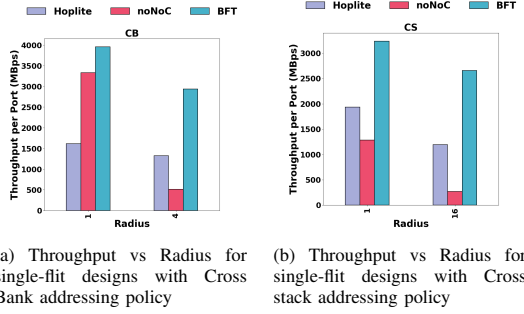 Hoplite noNoC BFT
CB
Throughput per Port (MBps)
4000
3500
3000
2500
2000
1500
1000
500
0
1 4
Radius
a) Throughput vs Radius for
single-flit designs with Cross
Bank addressing policy
Hoplite noNoC BFT
CS
Throughput per Port (MBps)
3000
2500
2000
1500
1000
500
0
1 16
Radius
(b) Throughput vs Radius for
single-flit designs with Cross
stack addressing policy